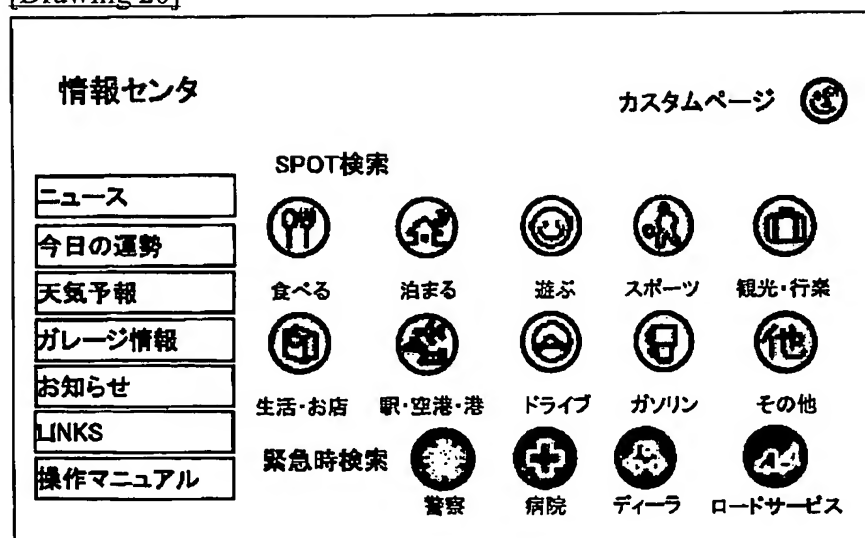 [Drawing 20]
情報センタ
カスタムページ
SPOT検索
ニュース
今日の運勢
天気予報
ガレージ情報
お知らせ
LINKS
操作マニュアル
食べる 泊まる 遊ぶ スポーツ 観光・行楽
他
生活・お店 駅・空港・港 ドライブ ガソリン その他
緊急時検索
警察 病院 ディーラ ロードサービス